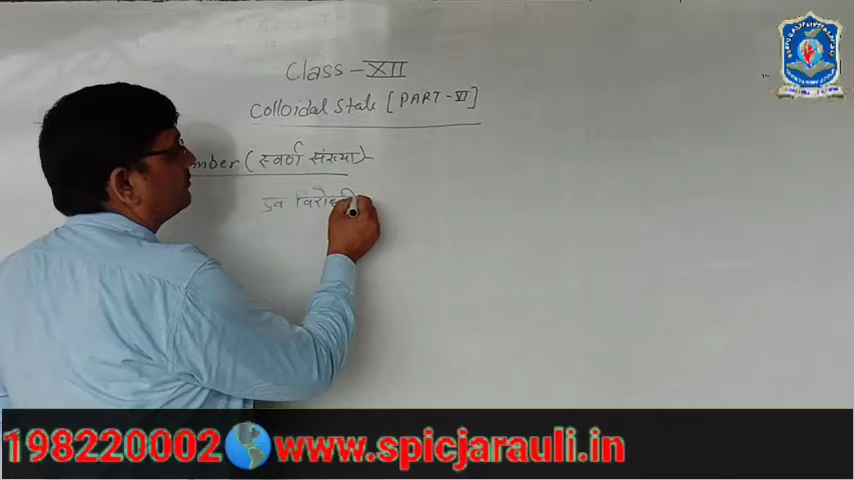 Class - XII
Colloidal State [PART - VI]
mber (स्वर्ण संख्या)
द्रव विरोधी
198220002 www.spicjarauli.in